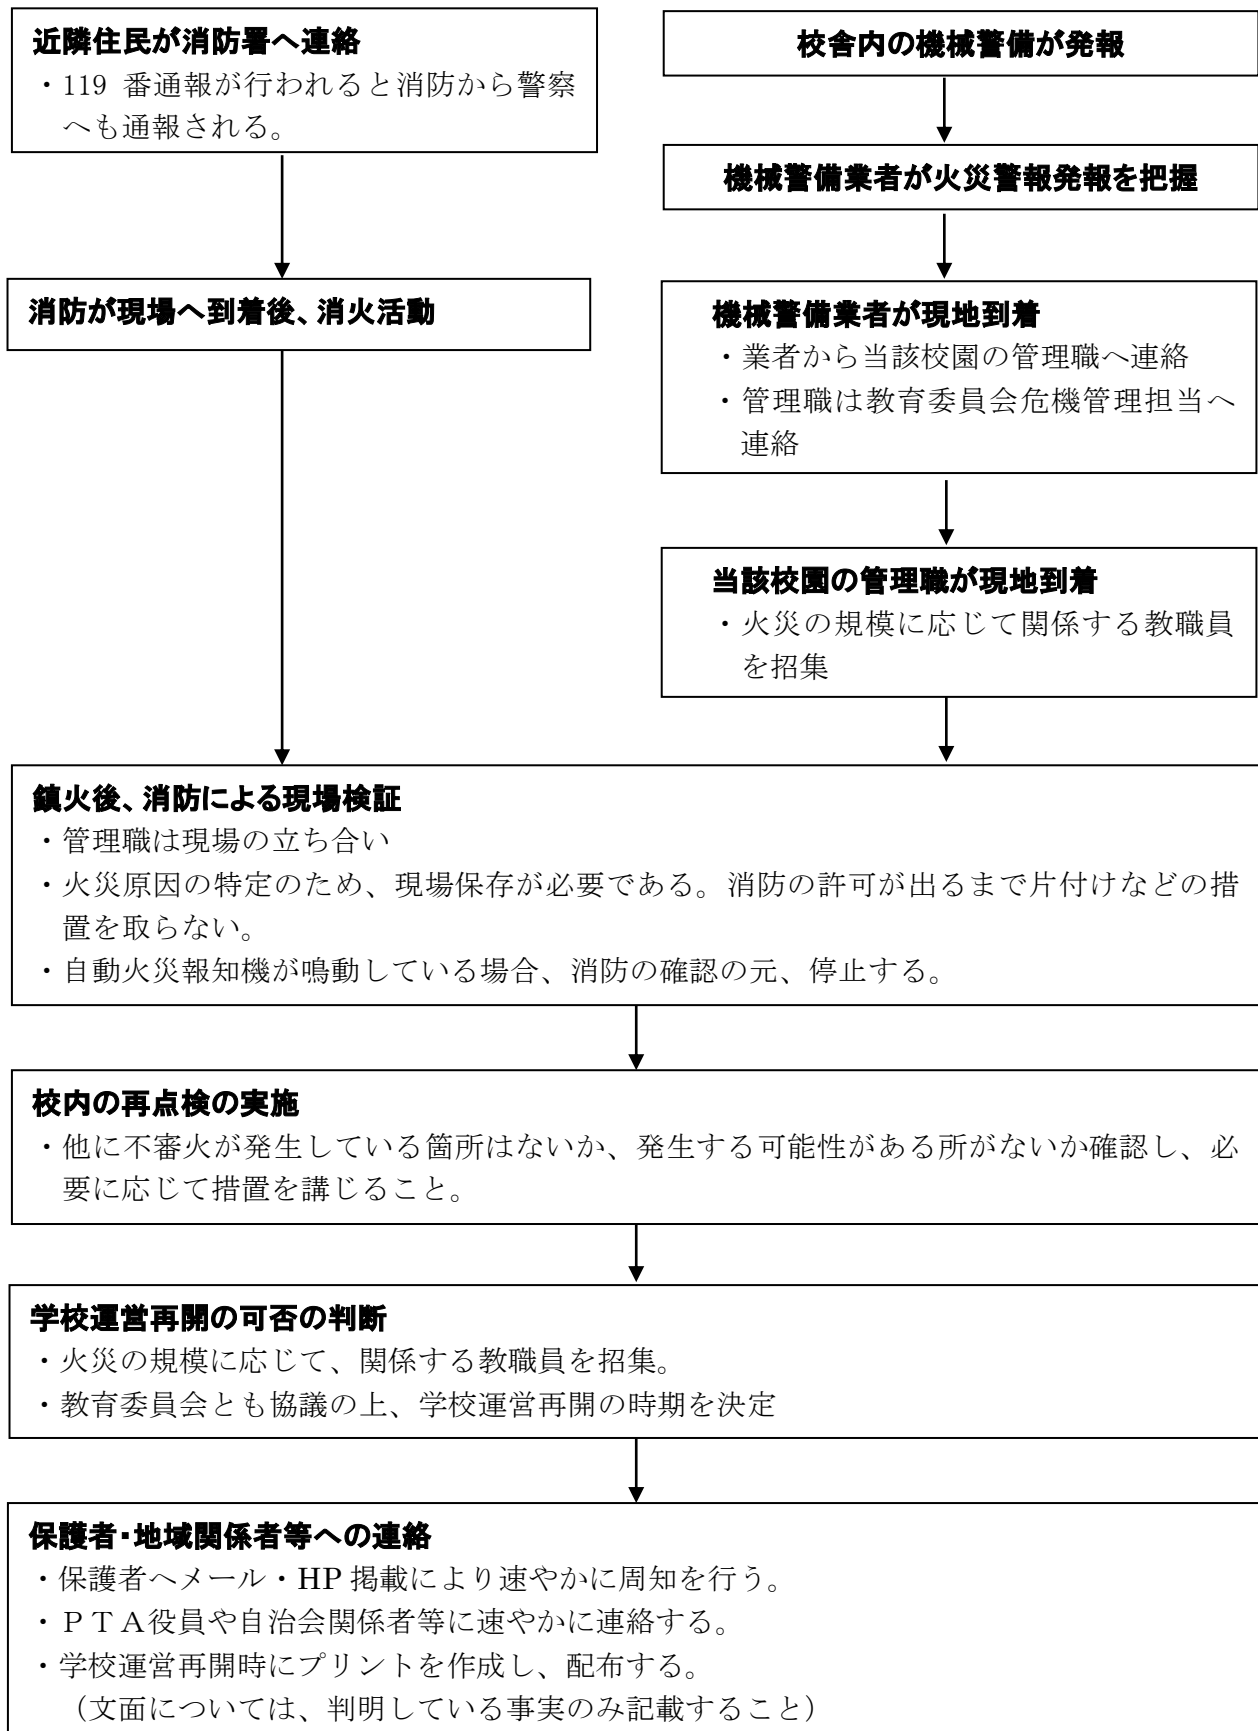 近隣住民が消防署へ連絡
・119 番通報が行われると消防から警察
へも通報される。
校舎内の機械警備が発報
機械警備業者が火災警報発報を把握
消防が現場へ到着後、消火活動
機械警備業者が現地到着
・業者から当該校園の管理職へ連絡
・管理職は教育委員会危機管理担当へ
連絡
当該校園の管理職が現地到着
・火災の規模に応じて関係する教職員
を招集
鎮火後、消防による現場検証
・管理職は現場の立ち合い
・火災原因の特定のため、現場保存が必要である。消防の許可が出るまで片付けなどの措
置を取らない。
・自動火災報知機が鳴動している場合、消防の確認の元、停止する。
校内の再点検の実施
・他に不審火が発生している箇所はないか、発生する可能性がある所がないか確認し、必
要に応じて措置を講じること。
学校運営再開の可否の判断
・火災の規模に応じて、関係する教職員を招集。
・教育委員会とも協議の上、学校運営再開の時期を決定
保護者・地域関係者等への連絡
・保護者へメール・HP 掲載により速やかに周知を行う。
・ＰＴＡ役員や自治会関係者等に速やかに連絡する。
・学校運営再開時にプリントを作成し、配布する。
（文面については、判明している事実のみ記載すること）